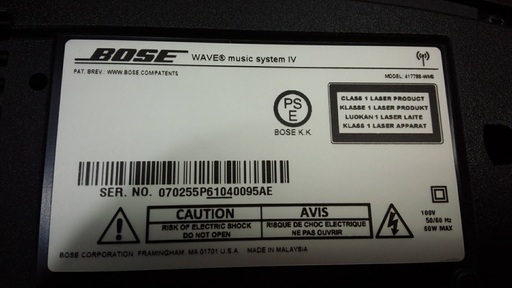 BOSE WAVE® music system IV
PAT. BREV.: WWW.BOSE.COM/PATENTS
MODEL: 417788-WMS
PS
E
BOSE K.K.
CLASS 1 LASER PRODUCT
KLASSE 1 LASER PRODUKT
LUOKAN 1 LASER LAITE
KLASS 1 LASER APPARAT
SER. NO. 070255P61040095AE
CAUTION
RISK OF ELECTRIC SHOCK
DO NOT OPEN
AVIS
RISQUE DE CHOC ELECTRIQUE
NE PAS OUVRIR
100V
50/60 Hz
60W MAX
BOSE CORPORATION, FRAMINGHAM, MA 01701 U.S.A. MADE IN MALAYSIA